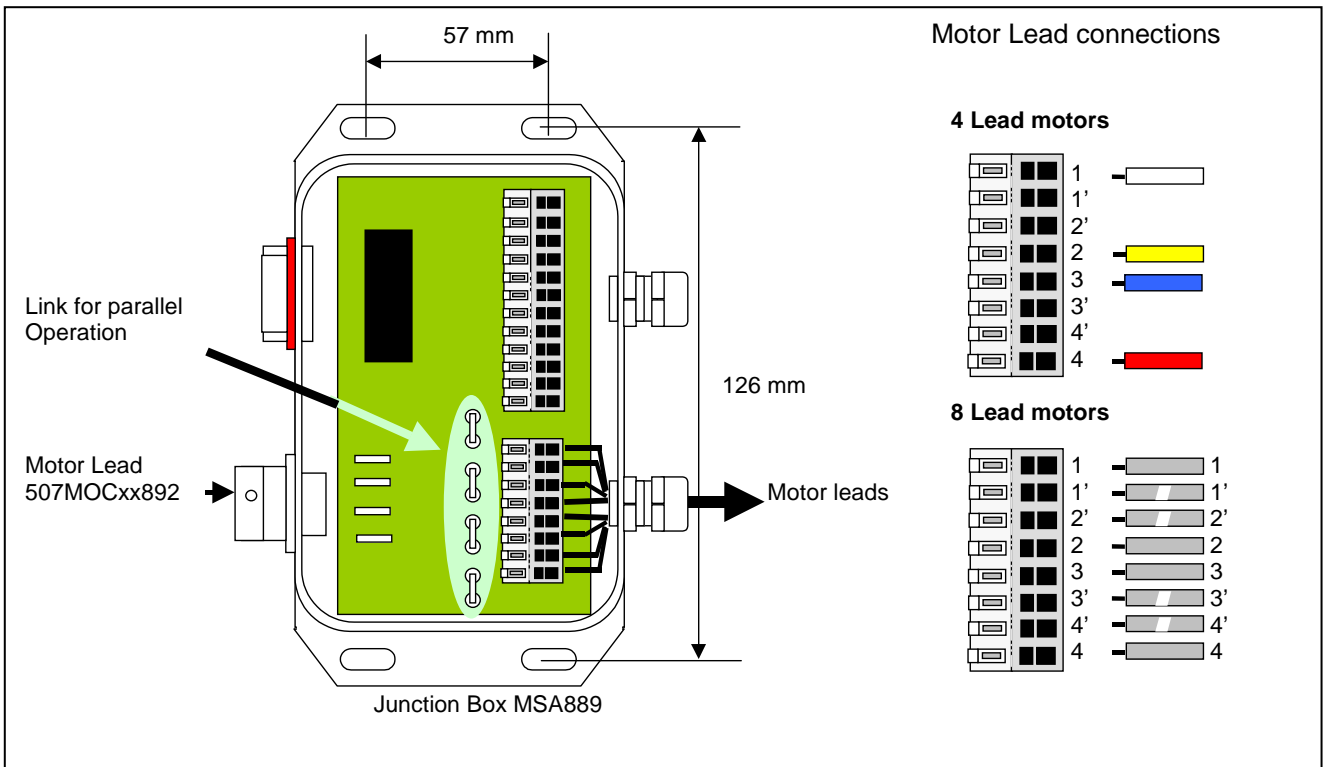 57 mm
Motor Lead connections
4 Lead motors
1
1’
2’
2
3
3’
4’
4
Link for parallel
Operation
126 mm
8 Lead motors
Motor Lead
507MOCxx892
Motor leads
1 1
1’ 1’
2’ 2’
2 2
3 3
3’ 3’
4’ 4’
4 4
Junction Box MSA889